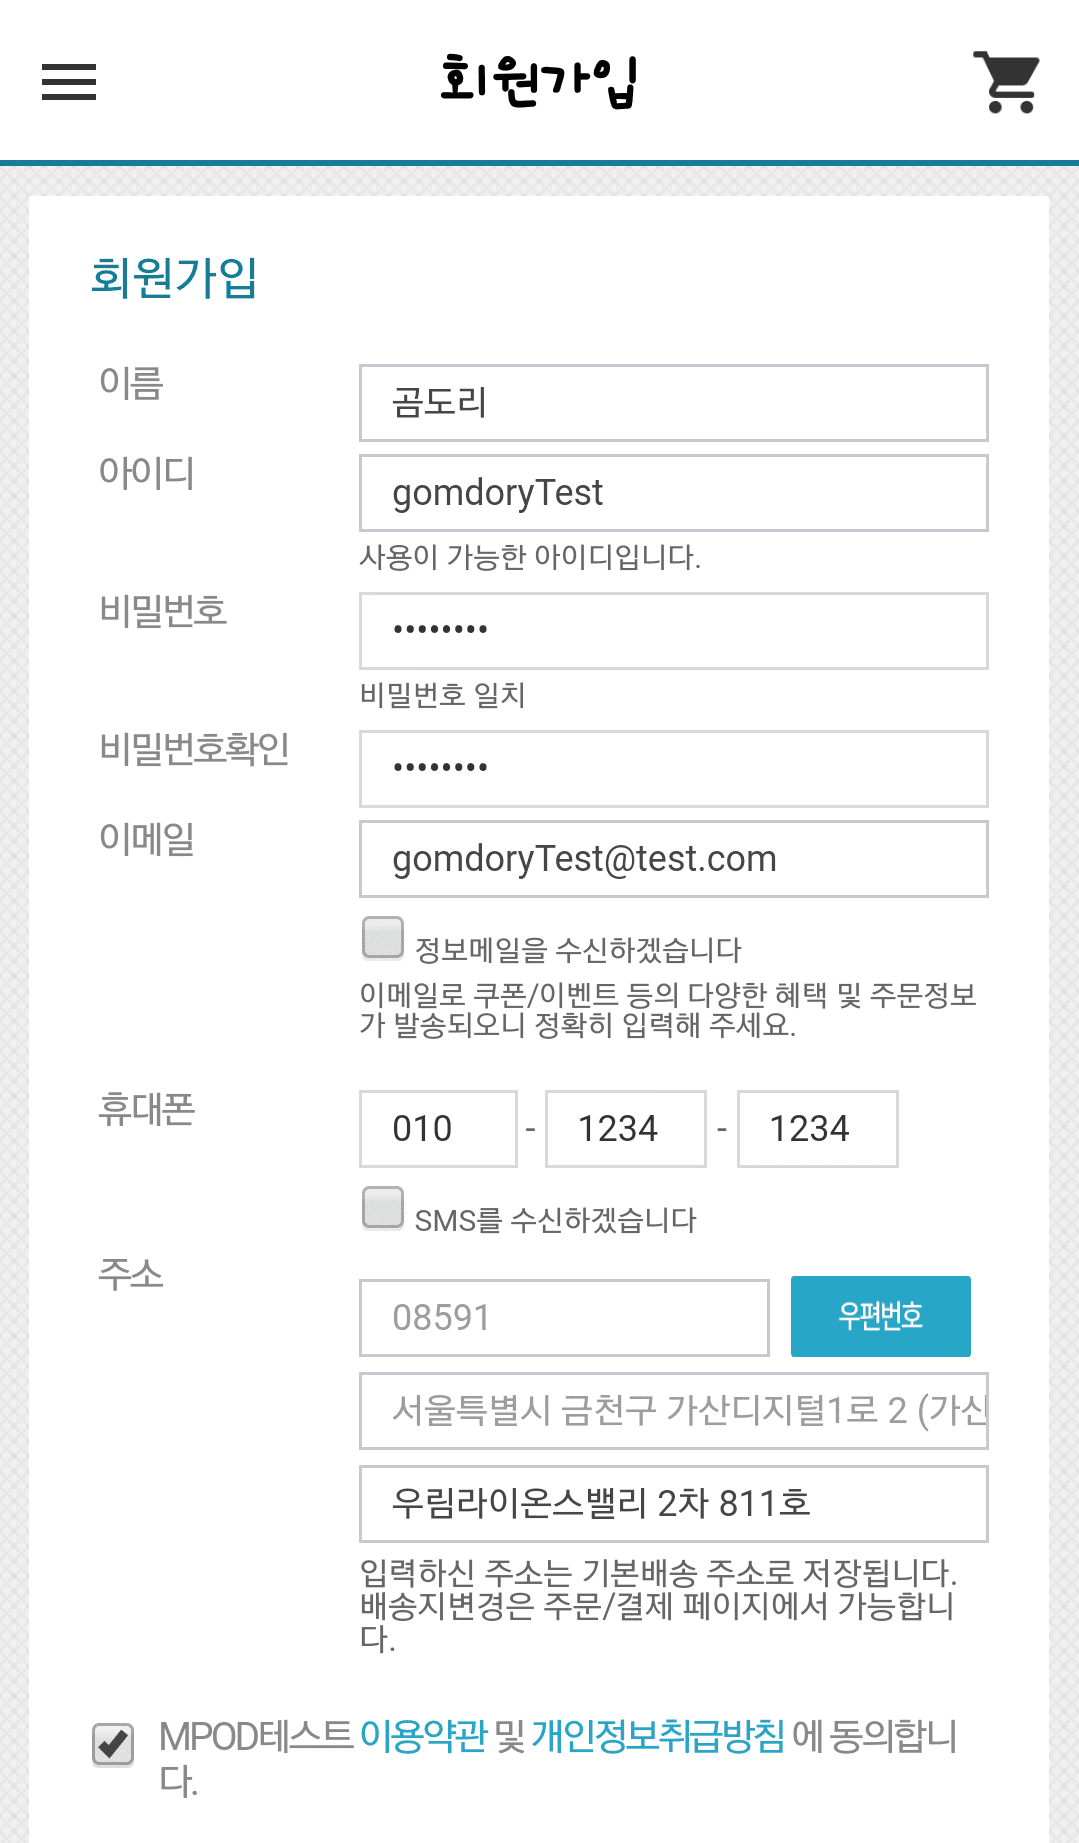 회원가입
회원가입
이름
곰도리
아이디
gomdoryTest
사용이 가능한 아이디입니다.
비밀번호
••••••••
비밀번호 일치
비밀번호확인
••••••••
이메일
gomdoryTest@test.com
정보메일을 수신하겠습니다
이메일로 쿠폰/이벤트 등의 다양한 혜택 및 주문정보
가 발송되오니 정확히 입력해 주세요.
휴대폰
010 - 1234 - 1234
SMS를 수신하겠습니다
주소
08591 우편번호
서울특별시 금천구 가산디지털1로 2 (가산
우림라이온스밸리 2차 811호
입력하신 주소는 기본배송 주소로 저장됩니다.
배송지변경은 주문/결제 페이지에서 가능합니
다.
MPOD테스트 이용약관 및 개인정보취급방침 에 동의합니
다.